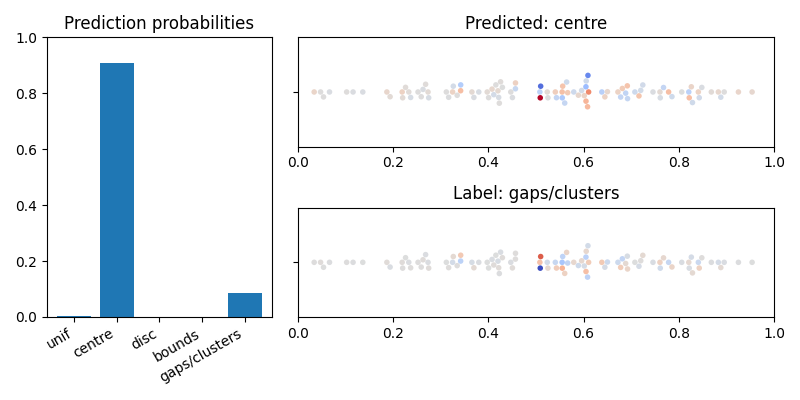 Prediction probabilities
1.0
0.8
0.6
0.4
0.2
0.0
unif
centre
disc
bounds
gaps/clusters
Predicted: centre
0.0 0.2 0.4 0.6 0.8 1.0
Label: gaps/clusters
0.0 0.2 0.4 0.6 0.8 1.0